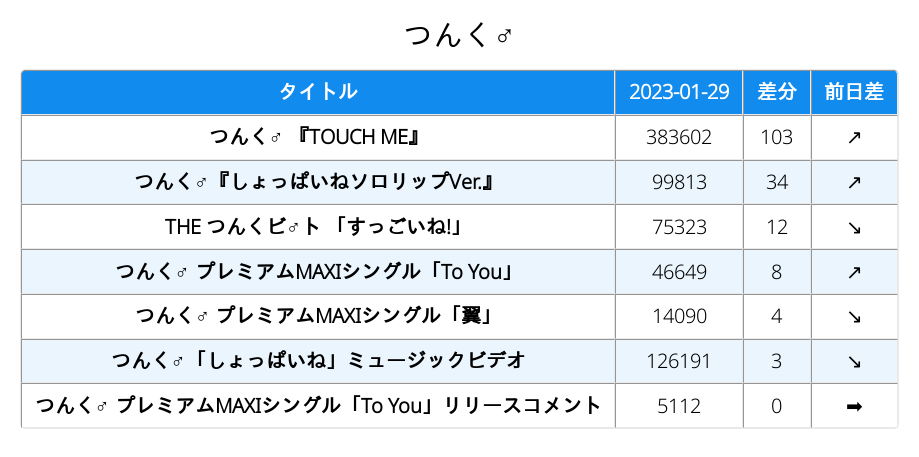 つんく♂
タイトル 2023-01-29 差分 前日差
つんく♂ 『TOUCH ME』 383602 103 ↗
つんく♂『しょっぱいねソロリップVer.』 99813 34 ↗
THE つんくビ♂ト 「すっごいね!」 75323 12 ↘
つんく♂ プレミアムMAXIシングル「To You」 46649 8 ↗
つんく♂ プレミアムMAXIシングル「翼」 14090 4 ↘
つんく♂「しょっぱいね」ミュージックビデオ 126191 3 ↘
つんく♂ プレミアムMAXIシングル「To You」リリースコメント 5112 0 ➡